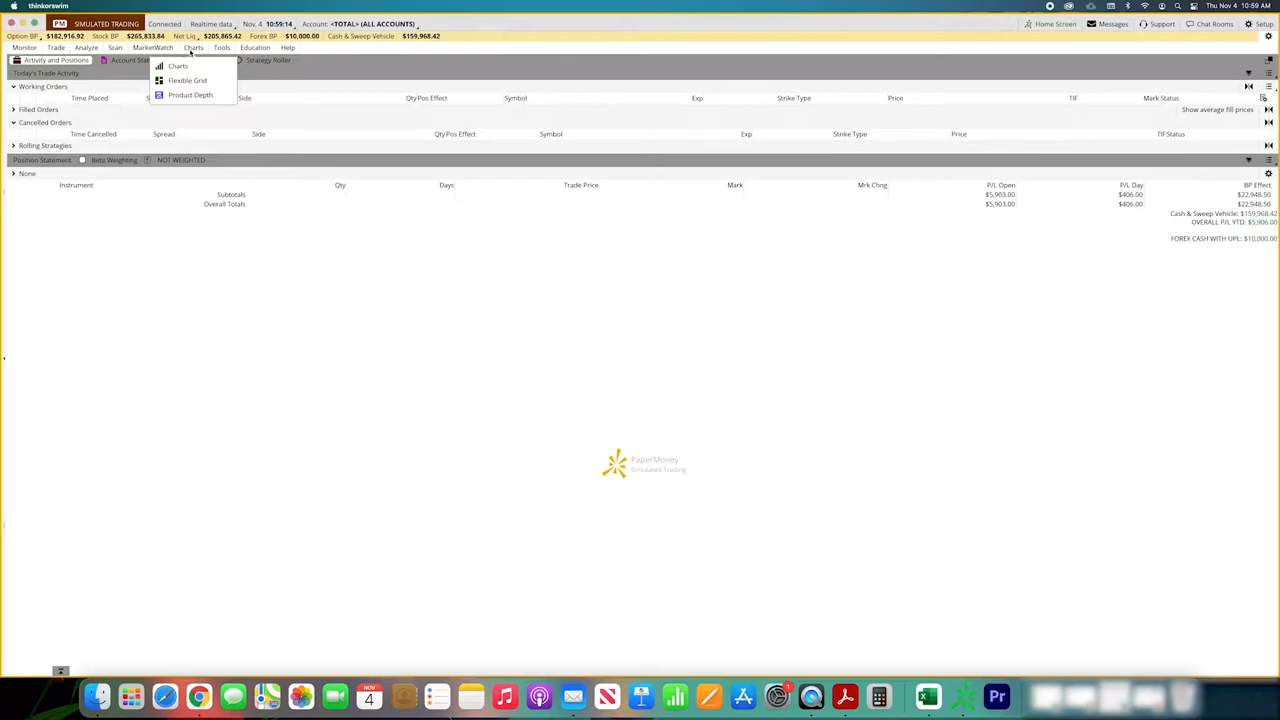 thinkorswim Thu Nov 4 10:59 AM
PM SIMULATED TRADING Connected Realtime data Nov. 4 10:59:14 Account: <TOTAL> (ALL ACCOUNTS) Home Screen Messages Support Chat Rooms Setup
Option BP $182,916.92 Stock BP $265,833.84 Net Liq $205,865.42 Forex BP $10,000.00 Cash & Sweep Vehicle $159,968.42
Monitor Trade Analyze Scan MarketWatch Charts Tools Education Help
Activity and Positions Account Stat Strategy Roller
Charts
Flexible Grid
Product Depth
Today's Trade Activity
Working Orders
Time Placed S Side Qty Pos Effect Symbol Exp Strike Type Price TIF Mark Status
Filled Orders Show average fill prices
Cancelled Orders
Time Cancelled Spread Side Qty Pos Effect Symbol Exp Strike Type Price TIF Status
Rolling Strategies
Position Statement Beta Weighting NOT WEIGHTED
None
Instrument Qty Days Trade Price Mark Mrk Chng P/L Open P/L Day BP Effect
Subtotals $5,903.00 $406.00 $22,948.50
Overall Totals $5,903.00 $406.00 $22,948.50
Cash & Sweep Vehicle: $159,968.42
OVERALL P/L YTD: $5,906.00
FOREX CASH WITH UPL: $10,000.00
PaperMoney
Simulated Trading
NOV
4
1
Pr